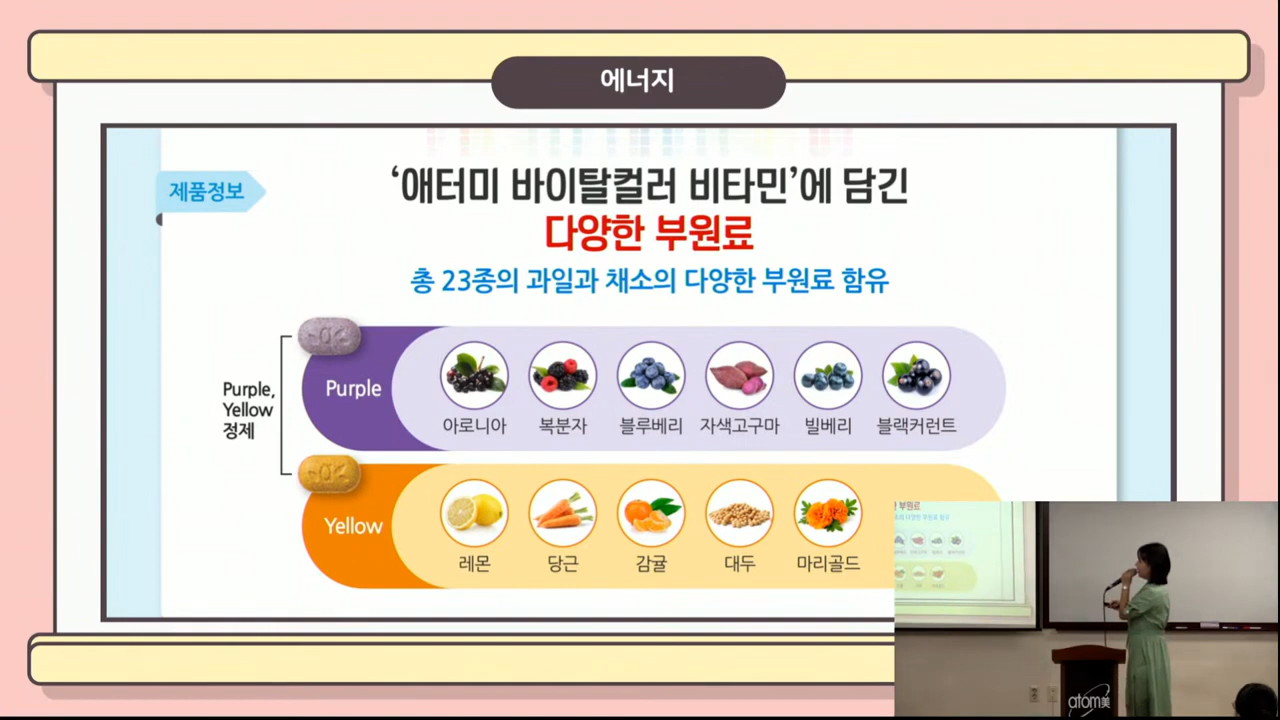 에너지
제품정보
‘애터미 바이탈컬러 비타민’에 담긴
다양한 부원료
총 23종의 과일과 채소의 다양한 부원료 함유
Purple,
Yellow
정제
Purple
아로니아
복분자
블루베리
자색고구마
빌베리
블랙커런트
Yellow
레몬
당근
감귤
대두
마리골드
한 부원료
atom美